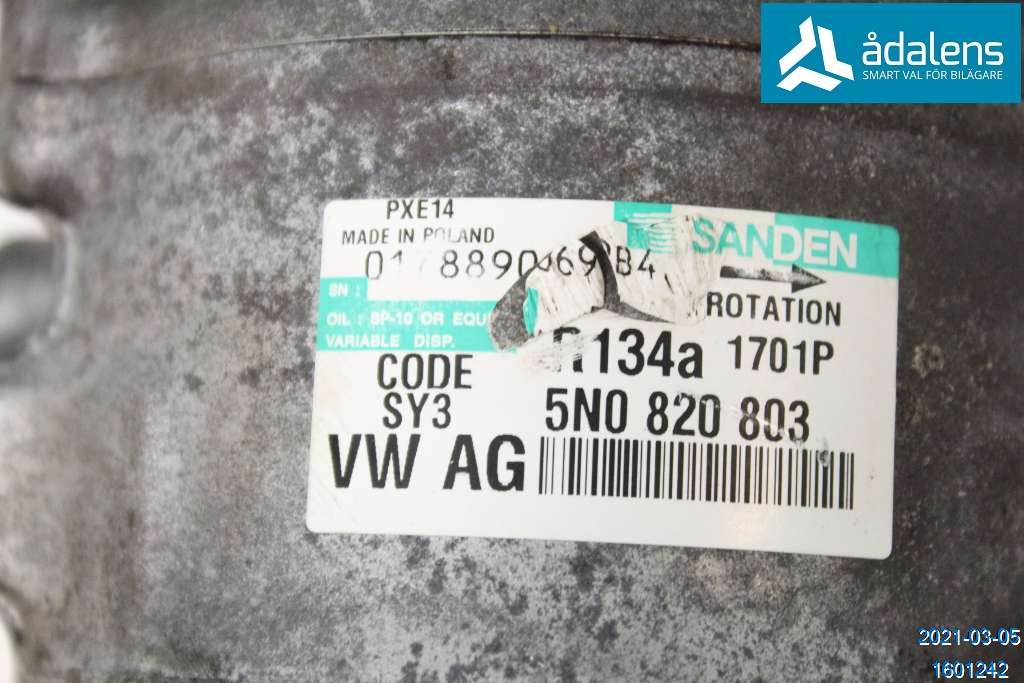 ådalens
SMART VAL FÖR BILÄGARE
PXE14
SANDEN
MADE IN POLAND
SN :
ROTATION
OIL : SP-10 OR
VARIABLE DISP.
R134a 1701P
CODE
SY3
5N0 820 803
VW AG
2021-03-05
1601242